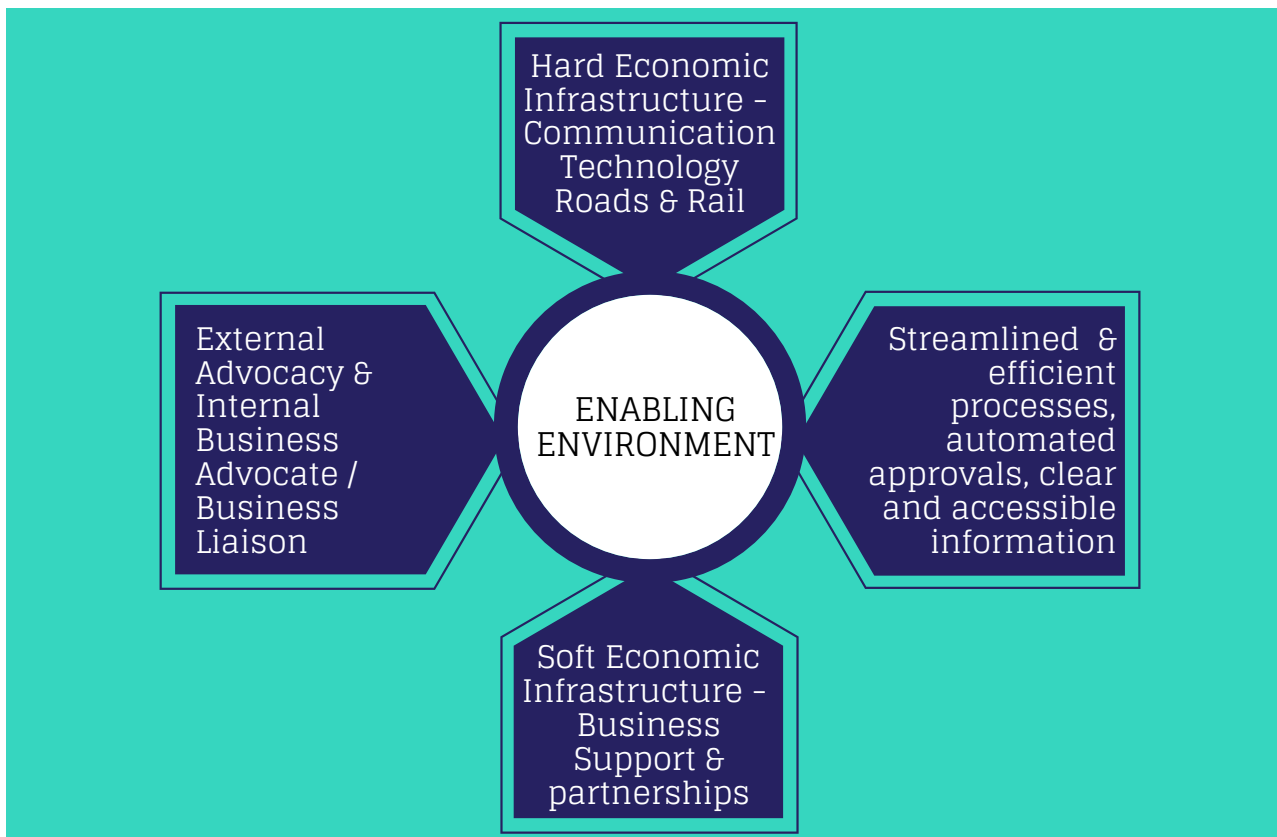 Hard Economic
Infrastructure -
Communication
Technology
Roads & Rail
External
Advocacy &
Internal
Business
Advocate /
Business
Liaison
ENABLING
ENVIRONMENT
Streamlined &
efficient
processes,
automated
approvals, clear
and accessible
information
Soft Economic
Infrastructure -
Business
Support &
partnerships